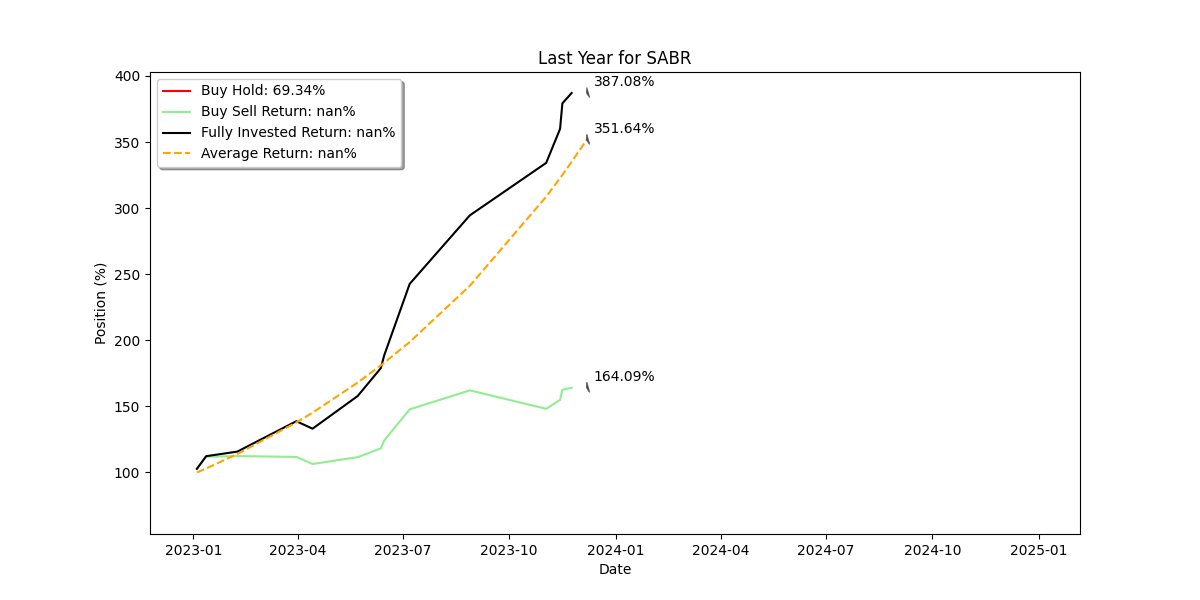 Last Year for SABR
400
350
300
250
200
150
100
Position (%)
Buy Hold: 69.34%
Buy Sell Return: nan%
Fully Invested Return: nan%
Average Return: nan%
387.08%
351.64%
164.09%
2023-01
2023-04
2023-07
2023-10
2024-01
2024-04
2024-07
2024-10
2025-01
Date